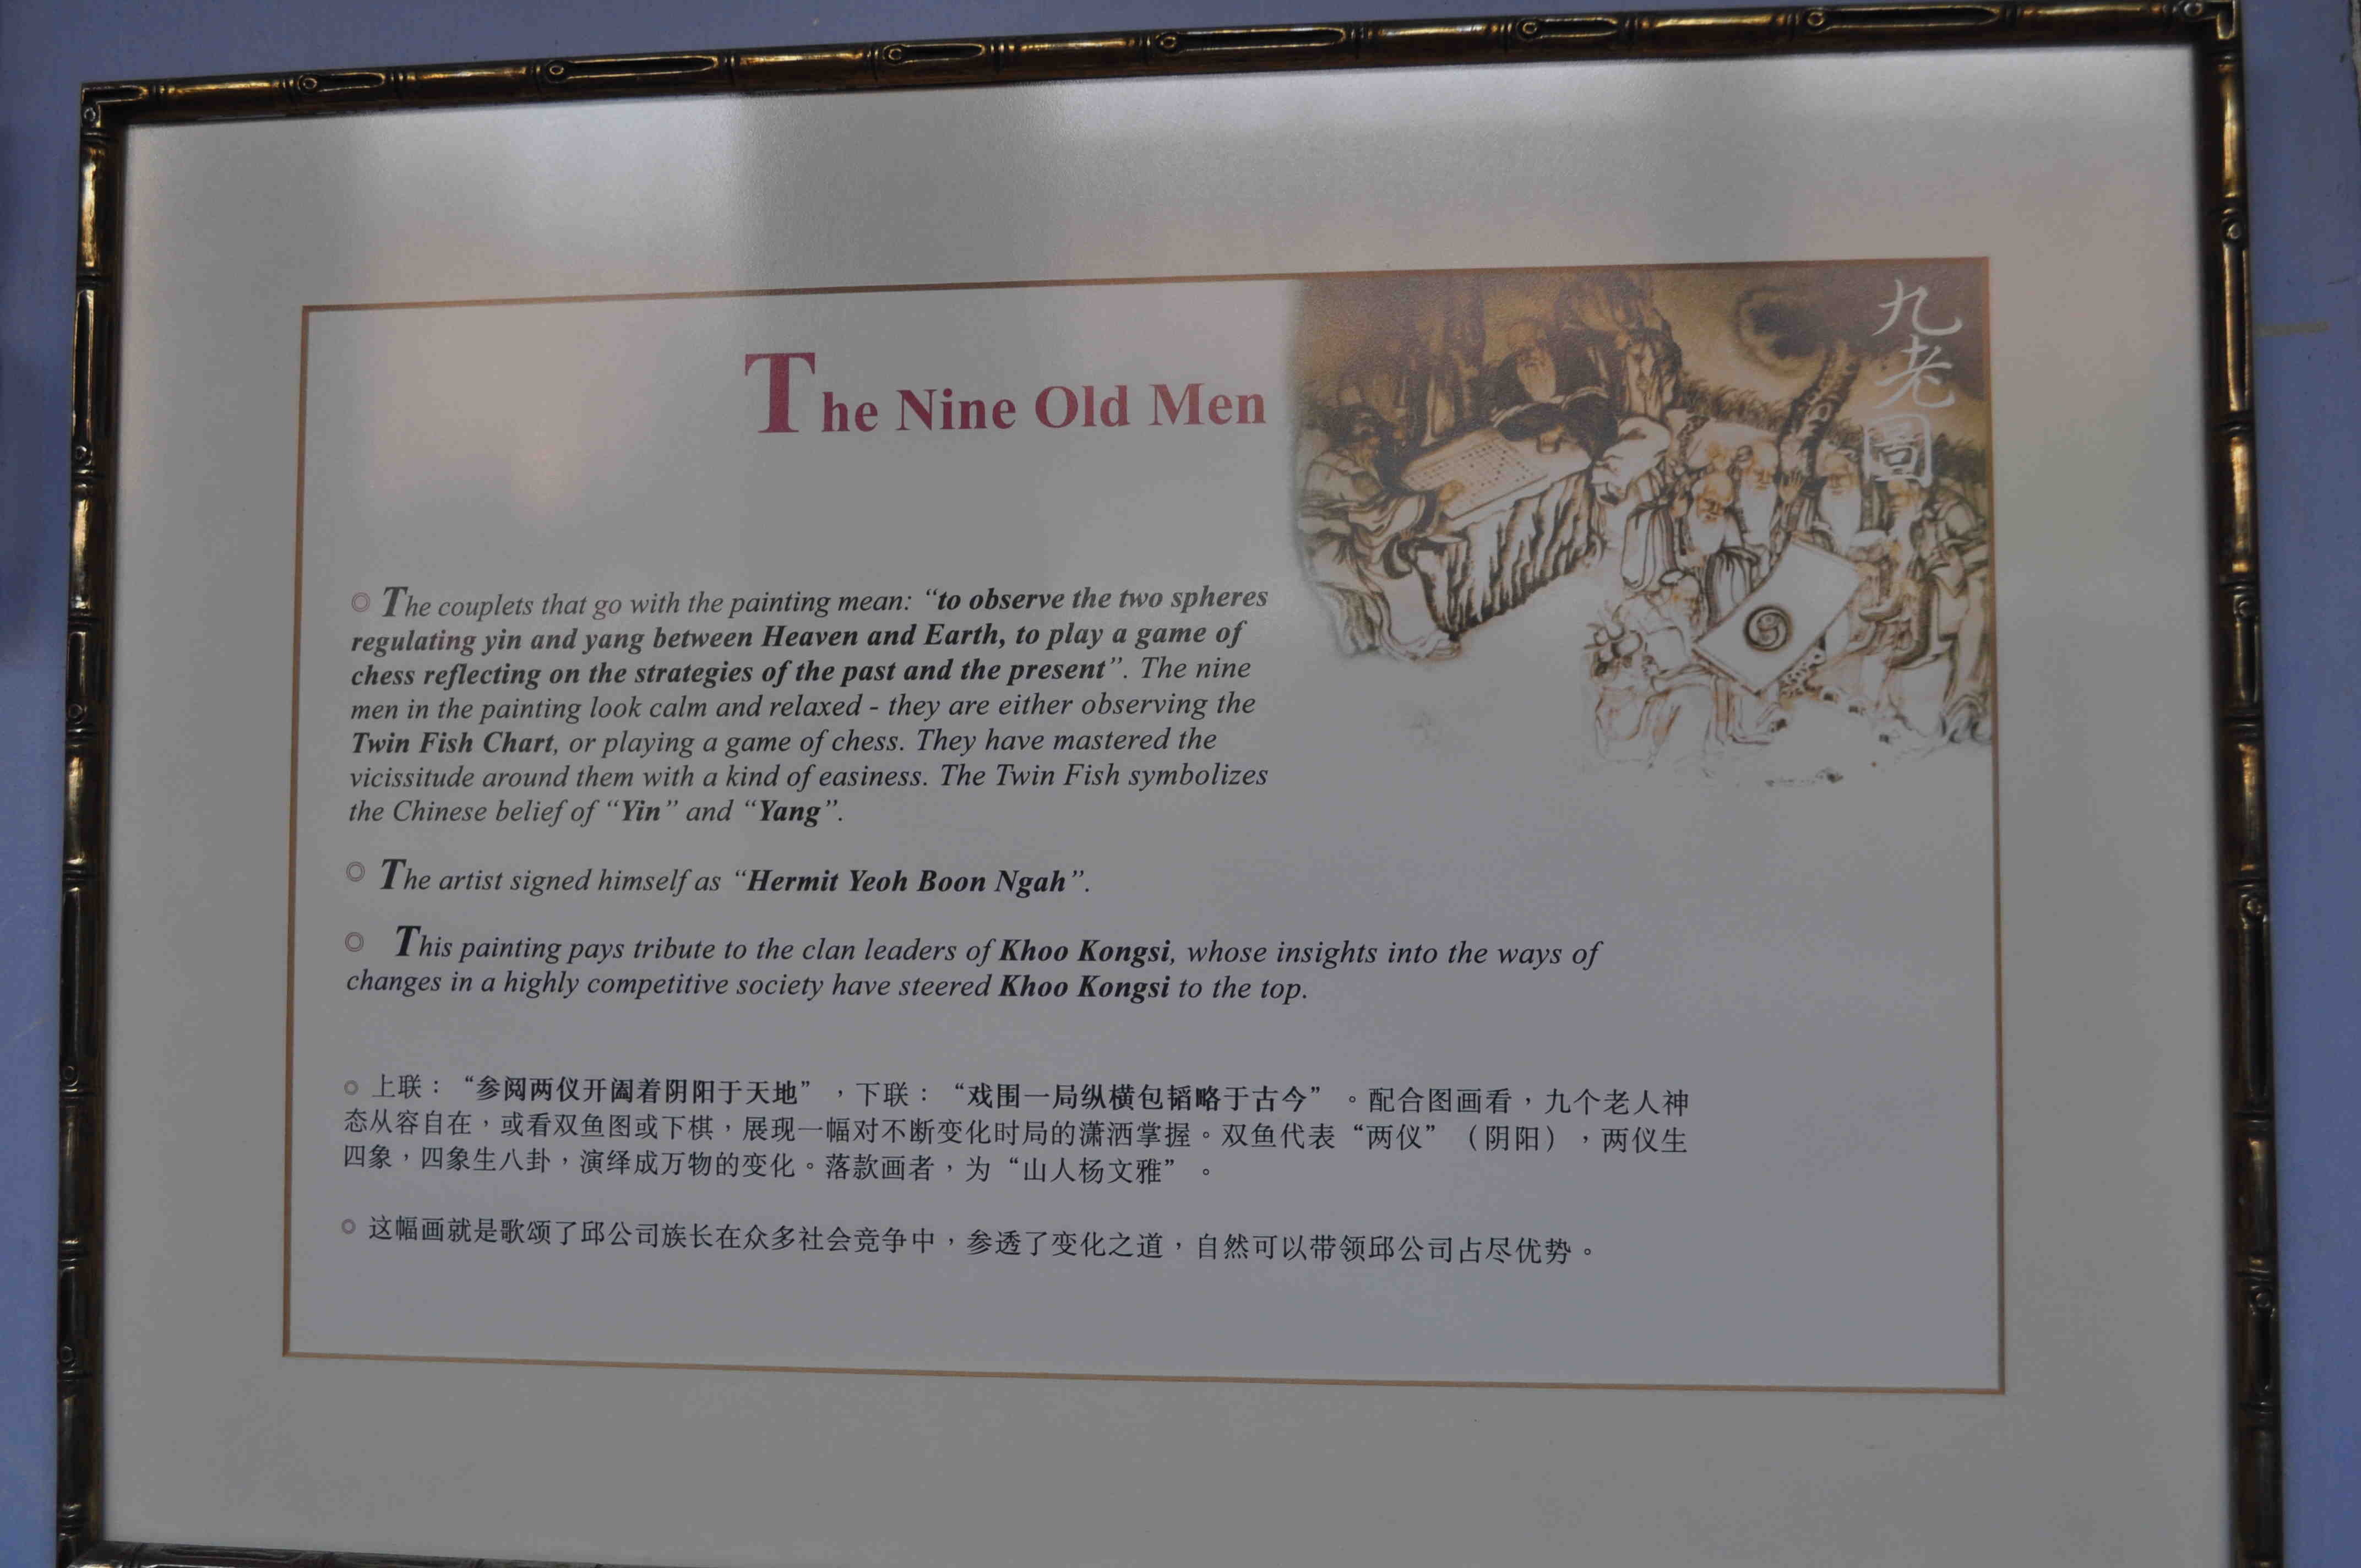 The Nine Old Men
九老圖
◎ The couplets that go with the painting mean: “to observe the two spheres
regulating yin and yang between Heaven and Earth, to play a game of
chess reflecting on the strategies of the past and the present”. The nine
men in the painting look calm and relaxed - they are either observing the
Twin Fish Chart, or playing a game of chess. They have mastered the
vicissitude around them with a kind of easiness. The Twin Fish symbolizes
the Chinese belief of “Yin” and “Yang”.
◎ The artist signed himself as “Hermit Yeoh Boon Ngah”.
◎ This painting pays tribute to the clan leaders of Khoo Kongsi, whose insights into the ways of
changes in a highly competitive society have steered Khoo Kongsi to the top.
◎ 上联：“参阅两仪开阖着阴阳于天地”，下联：“戏围一局纵横包韬略于古今”。配合图画看，九个老人神
态从容自在，或看双鱼图或下棋，展现一幅对不断变化时局的潇洒掌握。双鱼代表“两仪”（阴阳），两仪生
四象，四象生八卦，演绎成万物的变化。落款画者，为“山人杨文雅”。
◎ 这幅画就是歌颂了邱公司族长在众多社会竞争中，参透了变化之道，自然可以带领邱公司占尽优势。